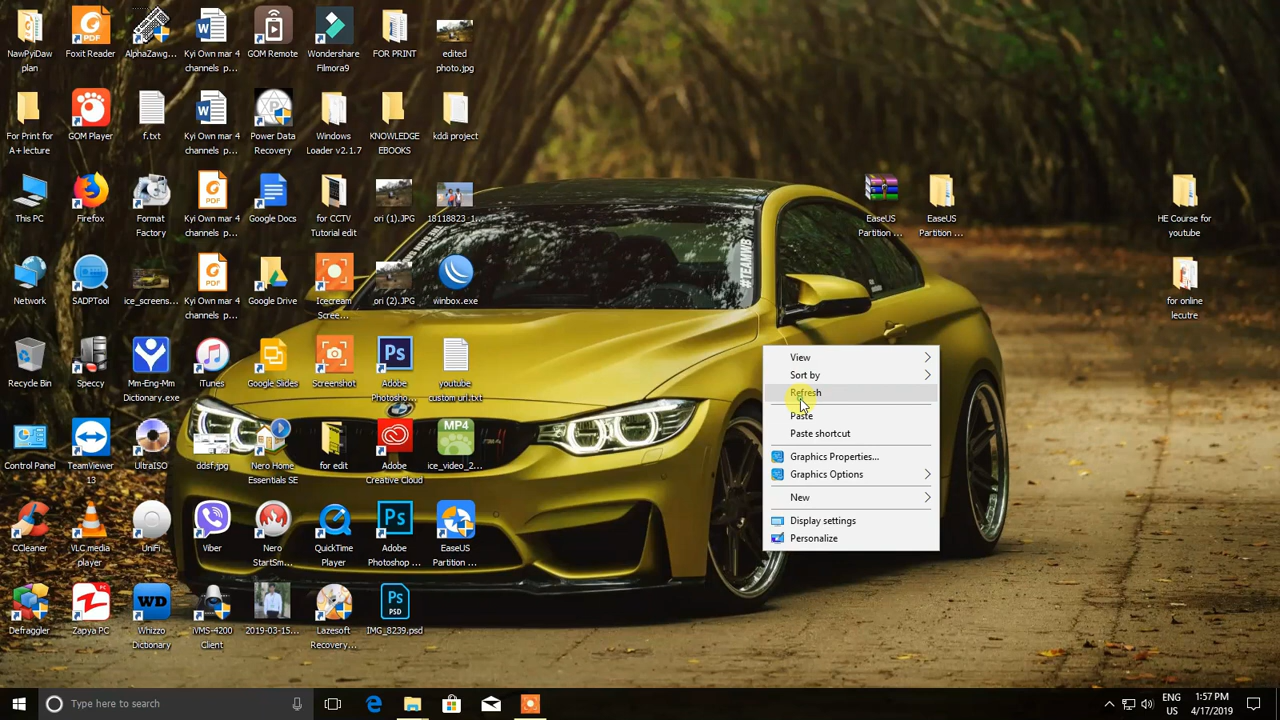 NawPyiDaw
plan
Foxit Reader
AlphaZawg...
Kyi Own mar 4
channels p...
GOM Remote
Wondershare
Filmora9
FOR PRINT
edited
photo.jpg
For Print for
A+ lecture
GOM Player
f.txt
Kyi Own mar 4
channels p...
Power Data
Recovery
Windows
Loader v2.1.7
KNOWLEDGE
EBOOKS
kddi project
This PC
Firefox
Format
Factory
Kyi Own mar 4
channels p...
Google Docs
for CCTV
Tutorial edit
ori (1).JPG
18118823_1...
EaseUS
Partition ...
EaseUS
Partition ...
HE Course for
youtube
#TEAMWB
Network
SADPTool
ice_screens...
Kyi Own mar 4
channels p...
Google Drive
Icecream
Scree...
ori (2).JPG
winbox.exe
for online
lecutre
Recycle Bin
Speccy
Mm-Eng-Mm
Dictionary.exe
iTunes
Google Slides
Screenshot
Ps
Adobe
Photosho...
youtube
custom url.txt
Control Panel
TeamViewer
13
UltraISO
ddsf.jpg
Nero Home
Essentials SE
for edit
Adobe
Creative Cloud
MP4
ice_video_2...
CCleaner
VLC media
player
UniFi
Viber
Nero
StartSm...
QuickTime
Player
Ps
Adobe
Photoshop ...
EaseUS
Partition ...
Defraggler
Zapya PC
WD
Whizzo
Dictionary
iVMS-4200
Client
2019-03-15...
Lazesoft
Recovery...
Ps
PSD
IMG_8239.psd
View
Sort by
Refresh
Paste
Paste shortcut
Graphics Properties...
Graphics Options
New
Display settings
Personalize
Type here to search
ENG
US
1:57 PM
4/17/2019